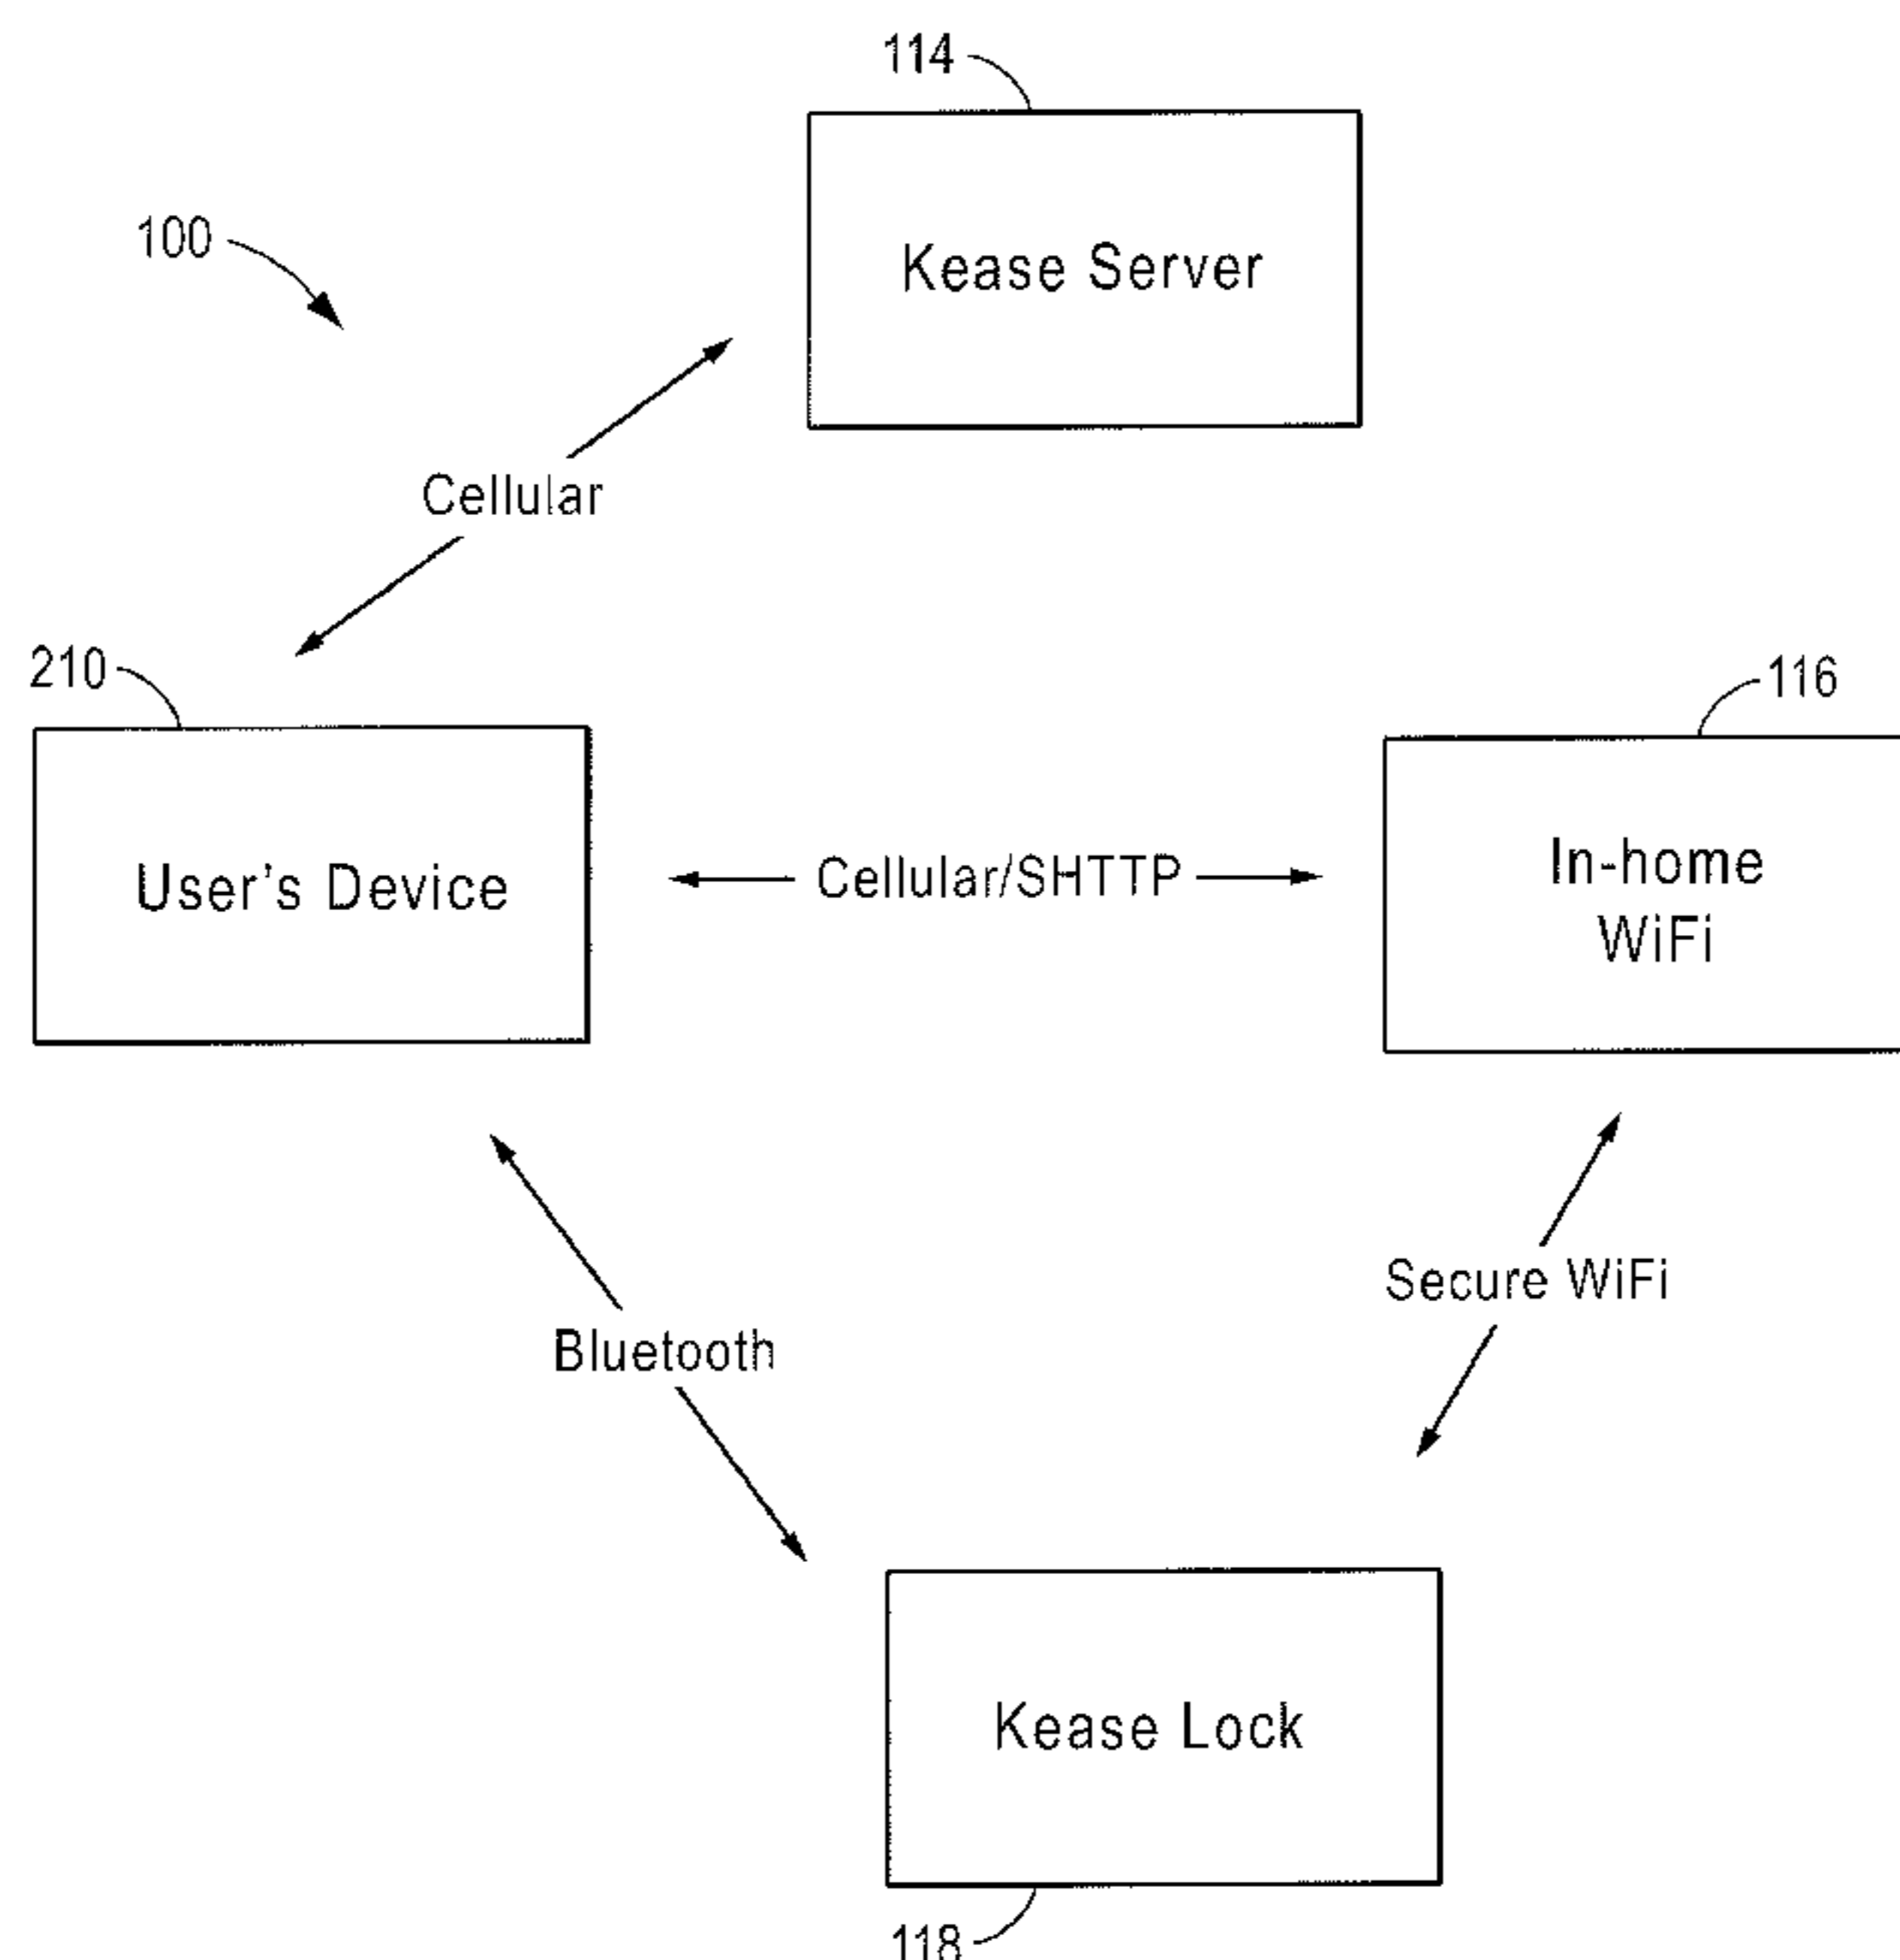 114
Kease Server
100
Cellular
210
116
User's Device
Cellular/SHTTP
In-home
WiFi
Secure WiFi
Bluetooth
Kease Lock
118